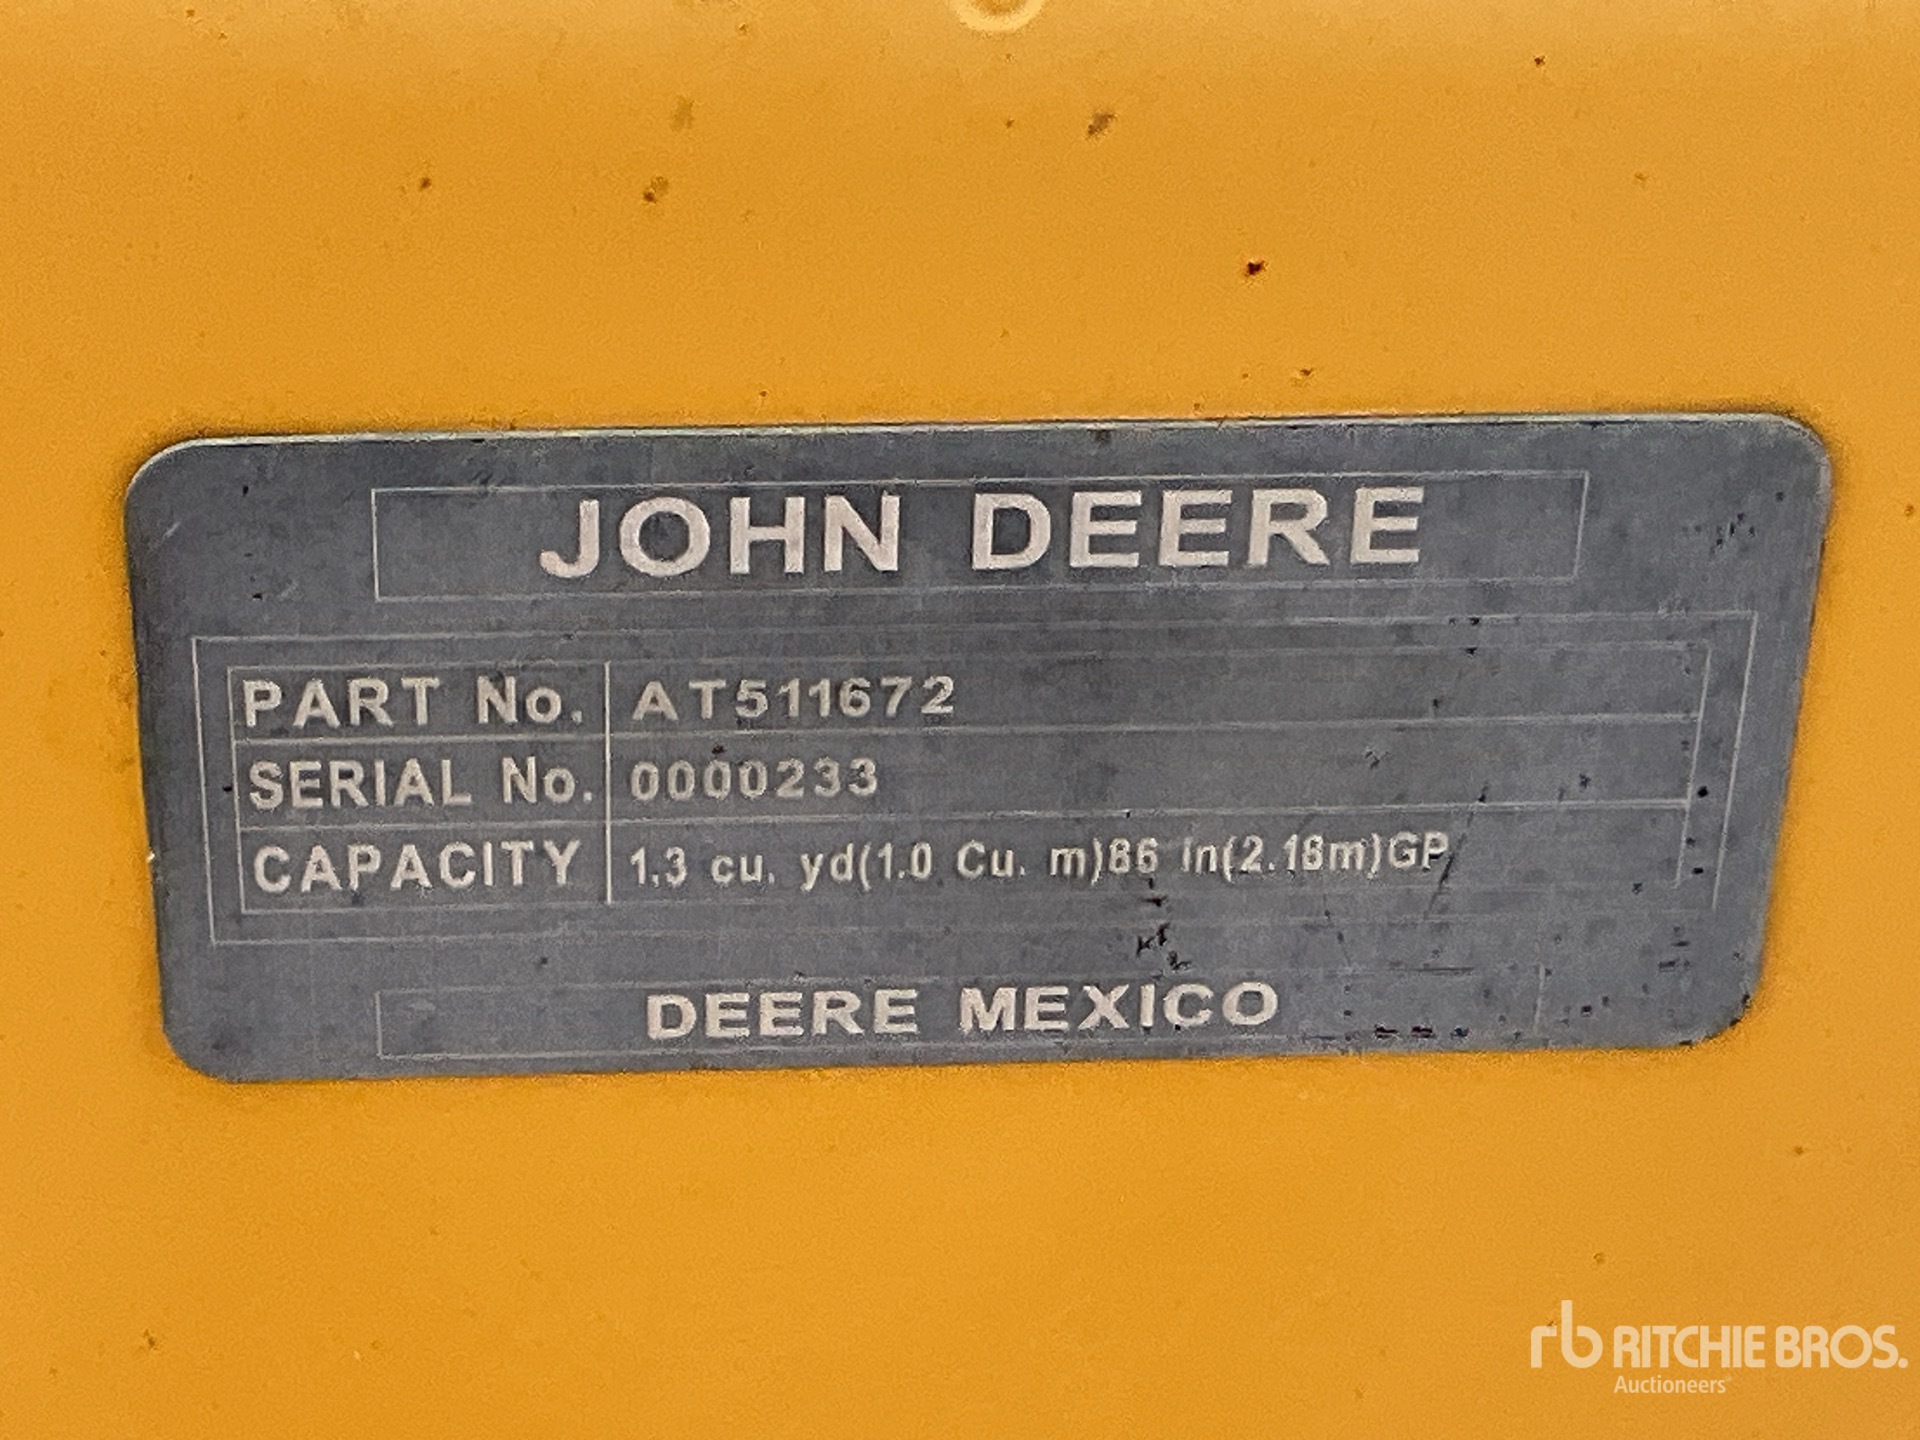 JOHN DEERE
PART No. AT511672
SERIAL No. 0000233
CAPACITY 1.3 cu. yd(1.0 Cu. m)86 in(2.18m)GP
DEERE MEXICO
rb RITCHIE BROS.
Auctioneers